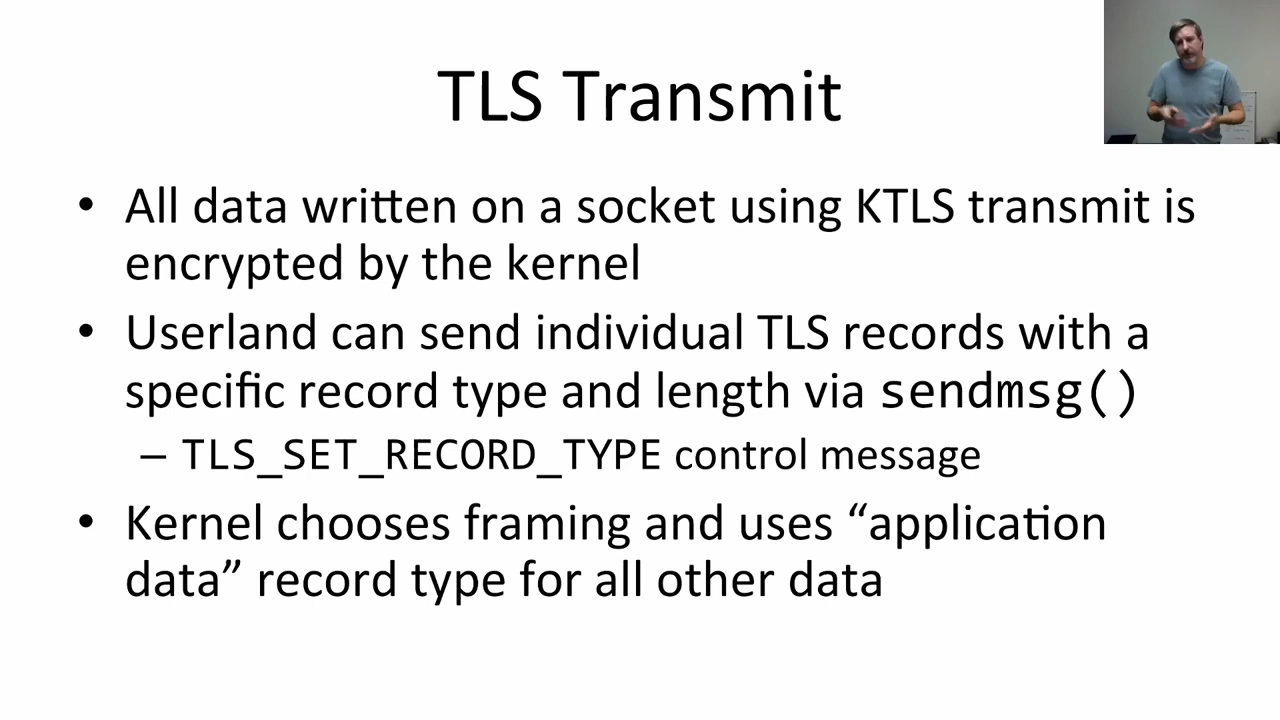 TLS Transmit
• All data written on a socket using KTLS transmit is
encrypted by the kernel
• Userland can send individual TLS records with a
specific record type and length via sendmsg()
– TLS_SET_RECORD_TYPE control message
• Kernel chooses framing and uses “application
data” record type for all other data